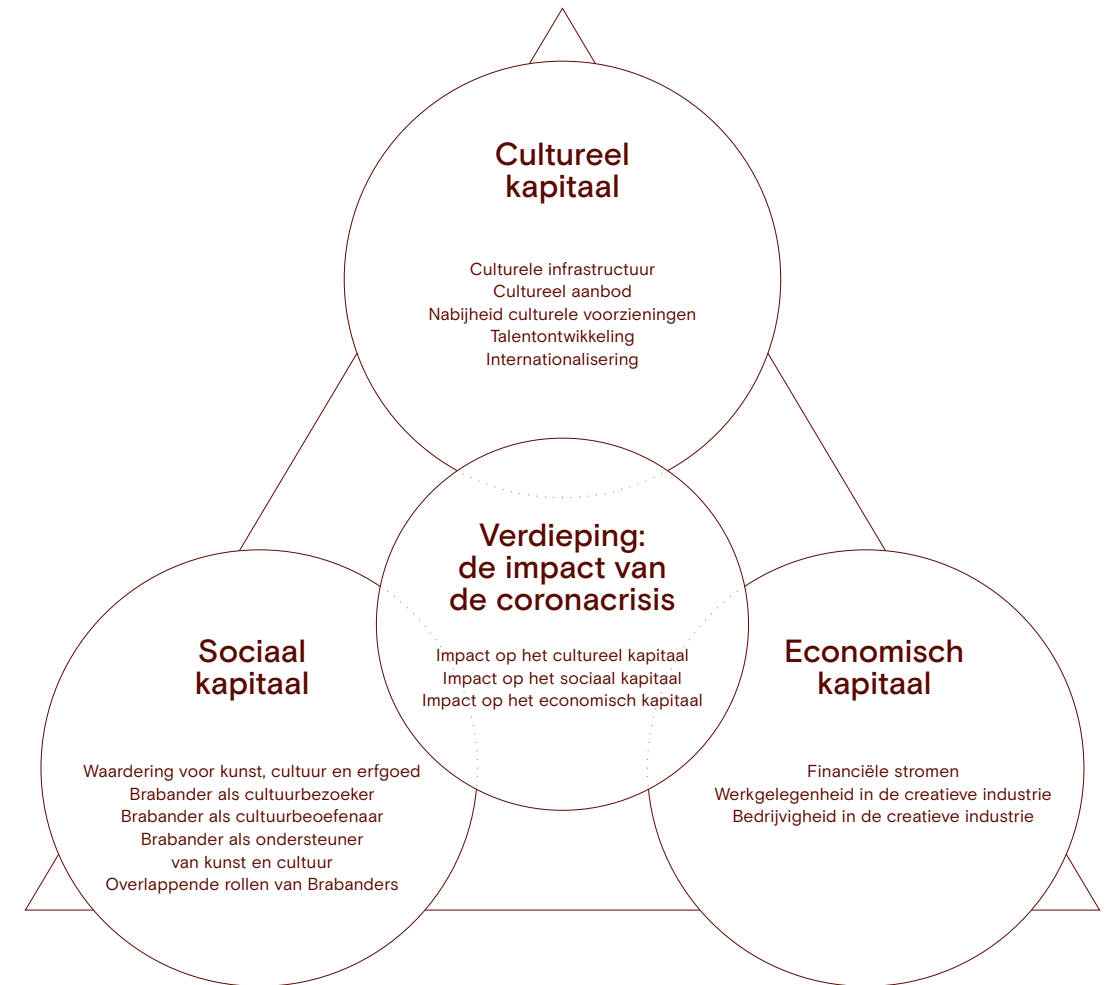 Cultureel
kapitaal
Culturele infrastructuur
Cultureel aanbod
Nabijheid culturele voorzieningen
Talentontwikkeling
Internationalisering
Verdieping:
de impact van
de coronacrisis
Impact op het cultureel kapitaal
Impact op het sociaal kapitaal
Impact op het economisch kapitaal
Sociaal
kapitaal
Waardering voor kunst, cultuur en erfgoed
Brabander als cultuurbezoeker
Brabander als cultuurbeoefenaar
Brabander als ondersteuner
van kunst en cultuur
Overlappende rollen van Brabanders
Economisch
kapitaal
Financiële stromen
Werkgelegenheid in de creatieve industrie
Bedrijvigheid in de creatieve industrie